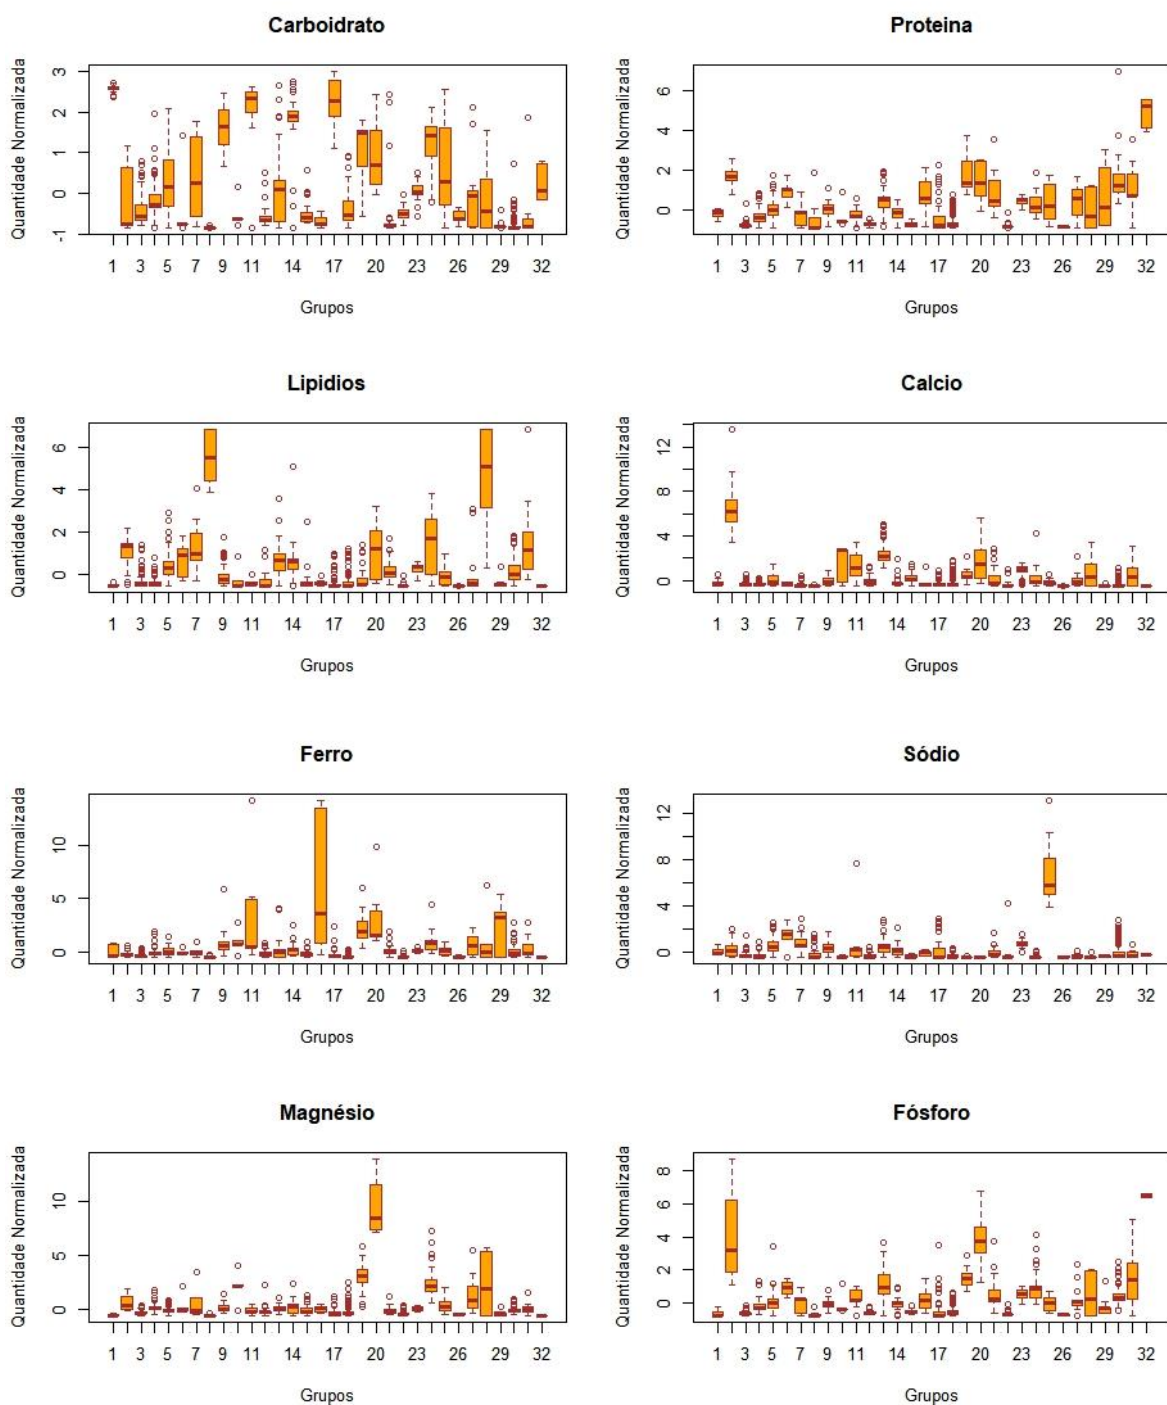 Carboidrato
Quantidade Normalizada
3
2
1
0
-1
1 3 5 7 9 11 14 17 20 23 26 29 32
Grupos
Proteina
Quantidade Normalizada
6
4
2
0
1 3 5 7 9 11 14 17 20 23 26 29 32
Grupos
Lipidios
Quantidade Normalizada
6
4
2
0
1 3 5 7 9 11 14 17 20 23 26 29 32
Grupos
Calcio
Quantidade Normalizada
12
8
4
0
1 3 5 7 9 11 14 17 20 23 26 29 32
Grupos
Ferro
Quantidade Normalizada
10
5
0
1 3 5 7 9 11 14 17 20 23 26 29 32
Grupos
Sódio
Quantidade Normalizada
12
8
4
0
1 3 5 7 9 11 14 17 20 23 26 29 32
Grupos
Magnésio
Quantidade Normalizada
10
5
0
1 3 5 7 9 11 14 17 20 23 26 29 32
Grupos
Fósforo
Quantidade Normalizada
8
6
4
2
0
1 3 5 7 9 11 14 17 20 23 26 29 32
Grupos